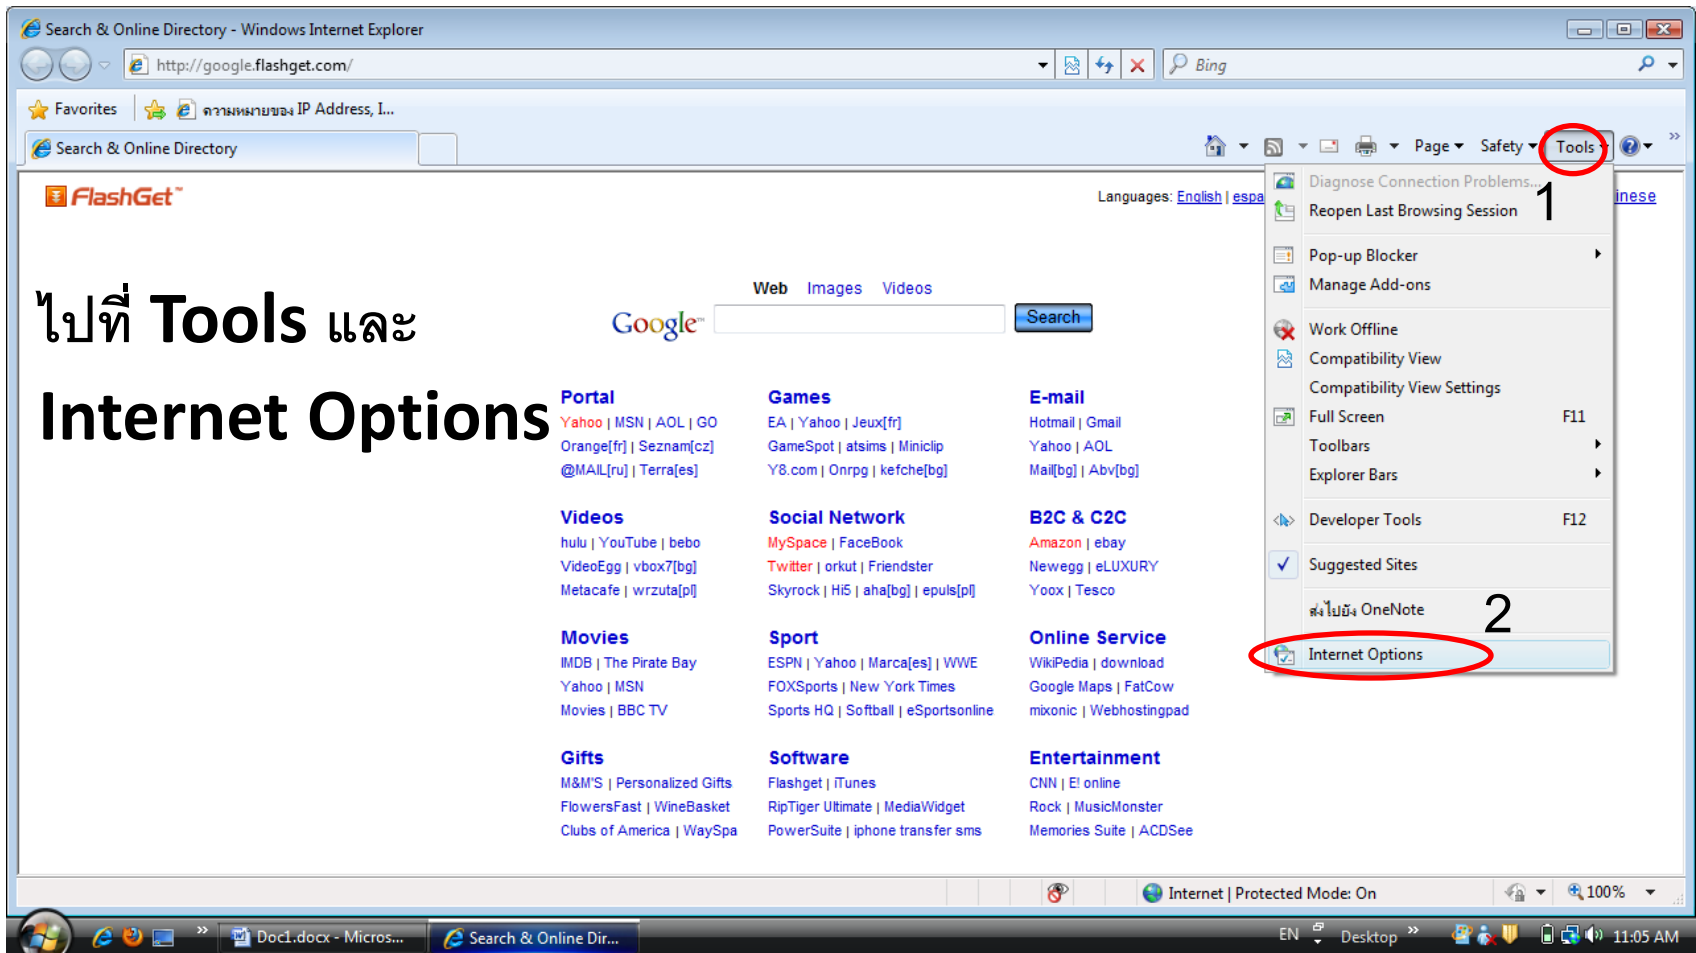 Search & Online Directory - Windows Internet Explorer
http://google.flashget.com/
Bing
Favorites
ความหมายของ IP Address, I...
Search & Online Directory
Page
Safety
Tools
1
FlashGet™
Languages: English | espa
inese
Diagnose Connection Problems...
Reopen Last Browsing Session
Pop-up Blocker
Manage Add-ons
Work Offline
Compatibility View
Compatibility View Settings
Full Screen F11
Toolbars
Explorer Bars
Developer Tools F12
Suggested Sites
ส่งไปยัง OneNote
2
Internet Options
ไปที่ Tools และ
Internet Options
Web Images Videos
Google™
Search
Portal
Yahoo | MSN | AOL | GO
Orange[fr] | Seznam[cz]
@MAIL[ru] | Terra[es]
Games
EA | Yahoo | Jeux[fr]
GameSpot | atsims | Miniclip
Y8.com | Onrpg | kefche[bg]
E-mail
Hotmail | Gmail
Yahoo | AOL
Mail[bg] | Abv[bg]
Videos
hulu | YouTube | bebo
VideoEgg | vbox7[bg]
Metacafe | wrzuta[pl]
Social Network
MySpace | FaceBook
Twitter | orkut | Friendster
Skyrock | Hi5 | aha[bg] | epuls[pl]
B2C & C2C
Amazon | ebay
Newegg | eLUXURY
Yoox | Tesco
Movies
IMDB | The Pirate Bay
Yahoo | MSN
Movies | BBC TV
Sport
ESPN | Yahoo | Marca[es] | WWE
FOXSports | New York Times
Sports HQ | Softball | eSportsonline
Online Service
WikiPedia | download
Google Maps | FatCow
mixonic | Webhostingpad
Gifts
M&M'S | Personalized Gifts
FlowersFast | WineBasket
Clubs of America | WaySpa
Software
Flashget | iTunes
RipTiger Ultimate | MediaWidget
PowerSuite | iphone transfer sms
Entertainment
CNN | E! online
Rock | MusicMonster
Memories Suite | ACDSee
Internet | Protected Mode: On
100%
Doc1.docx - Micros...
Search & Online Dir...
EN
Desktop
11:05 AM